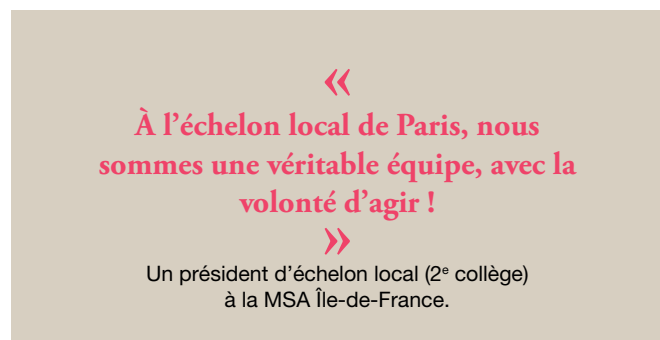 «
À l’échelon local de Paris, nous
sommes une véritable équipe, avec la
volonté d’agir !
»
Un président d’échelon local (2e collège)
à la MSA Île-de-France.